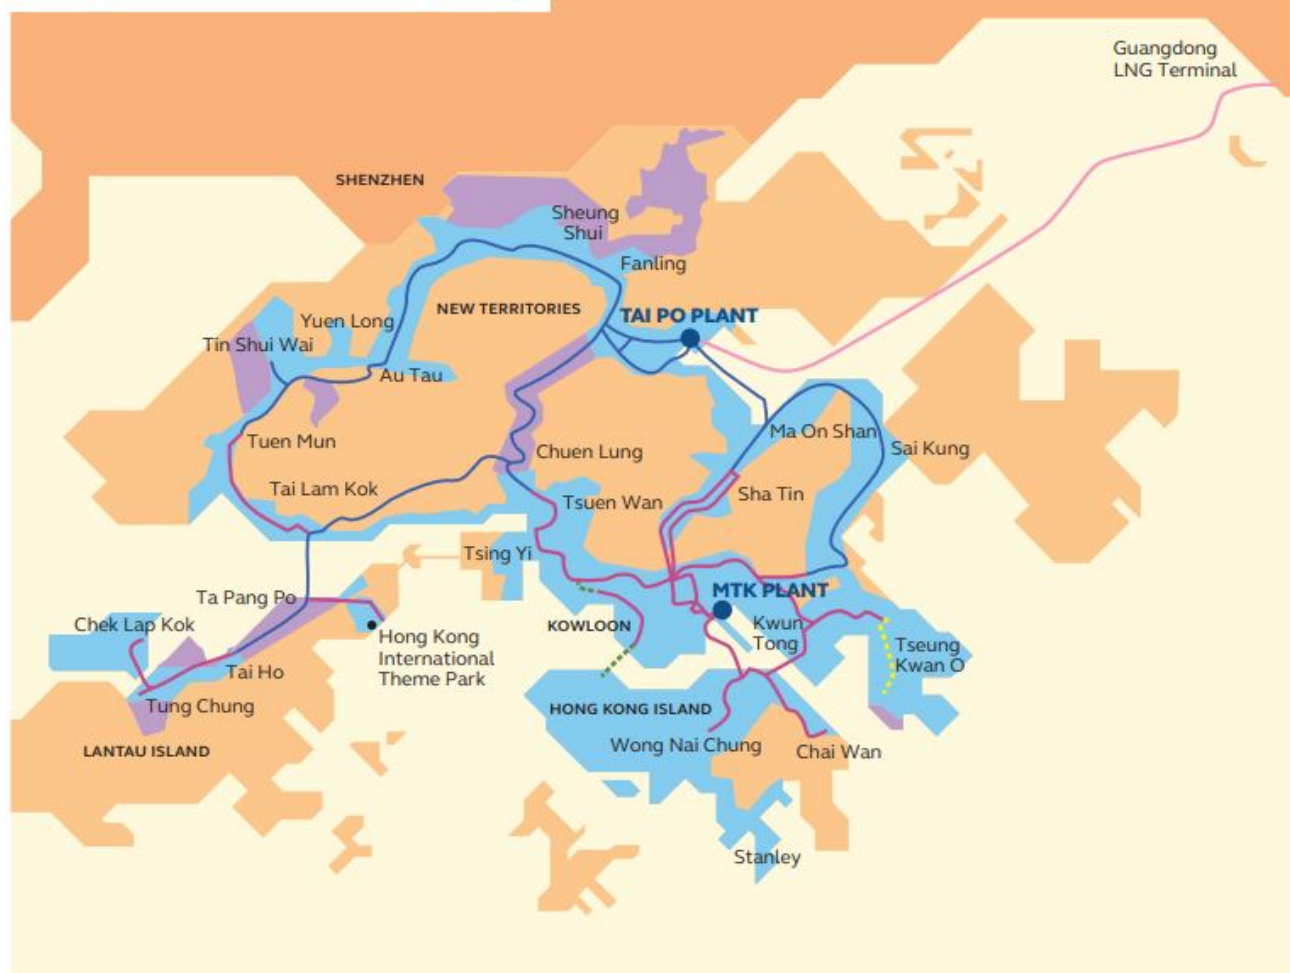 Guangdong
LNG Terminal
SHENZHEN
Sheung
Shui
Fanling
NEW TERRITORIES
TAI PO PLANT
Yuen Long
Tin Shui Wai
Au Tau
Ma On Shan
Tuen Mun
Sai Kung
Chuen Lung
Tai Lam Kok
Tsuen Wan
Sha Tin
Tsing Yi
MTK PLANT
Ta Pang Po
Chek Lap Kok
KOWLOON
Kwun
Tong
Hong Kong
International
Theme Park
Tseung
Kwan O
Tai Ho
Tung Chung
HONG KONG ISLAND
LANTAU ISLAND
Wong Nai Chung
Chai Wan
Stanley